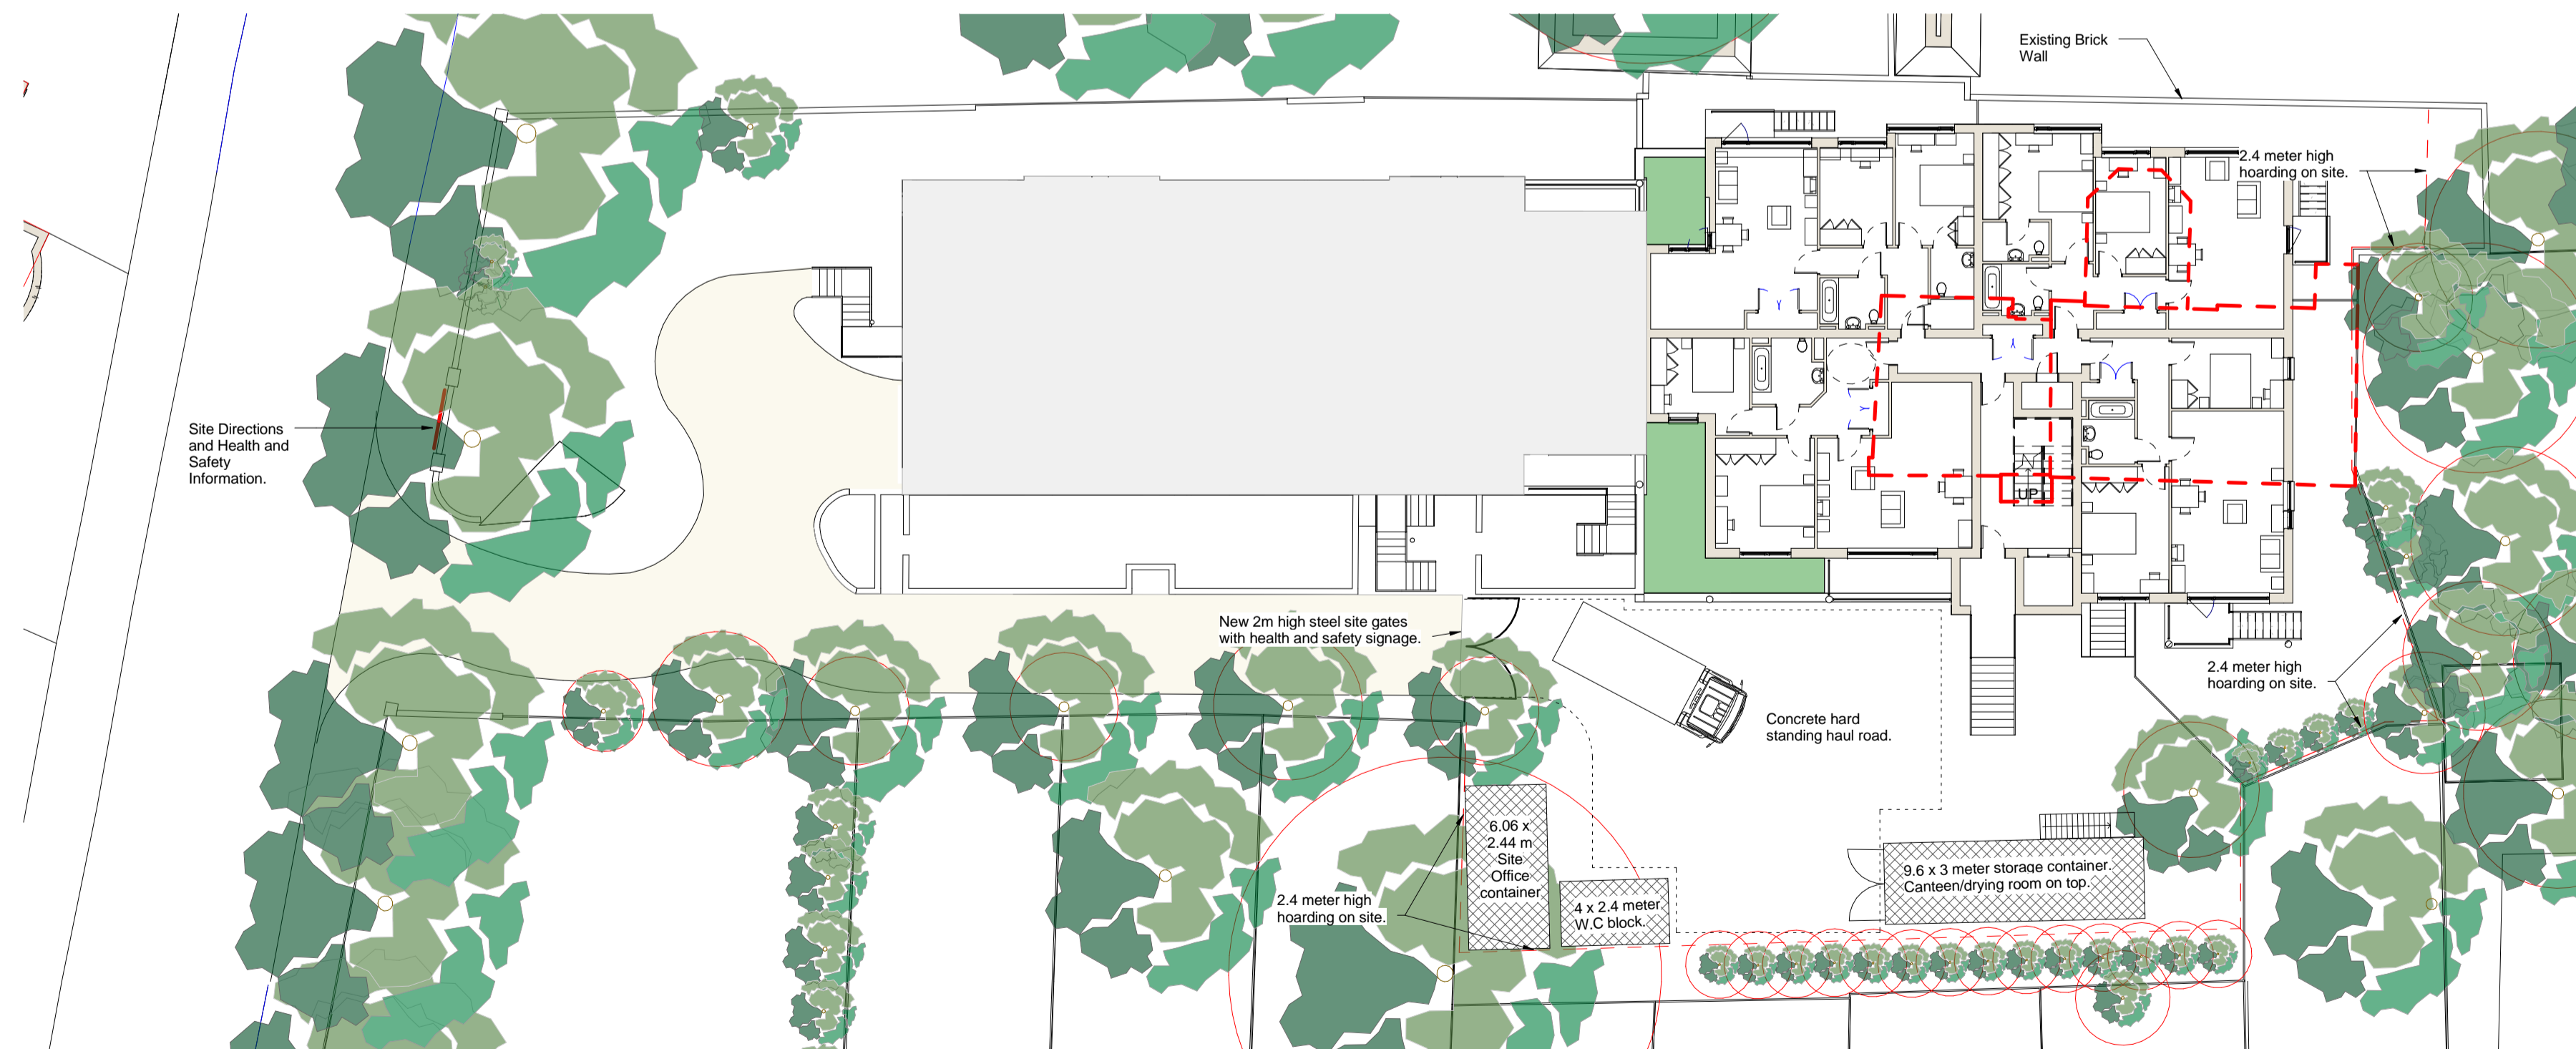 Existing Brick
Wall
2.4 meter high
hoarding on site.
Site Directions
and Health and
Safety
Information.
UP
New 2m high steel site gates
with health and safety signage.
2.4 meter high
hoarding on site.
Concrete hard
standing haul road.
6.06 x
2.44 m
Site
Office
container
2.4 meter high
hoarding on site.
4 x 2.4 meter
W.C block.
9.6 x 3 meter storage container.
Canteen/drying room on top.